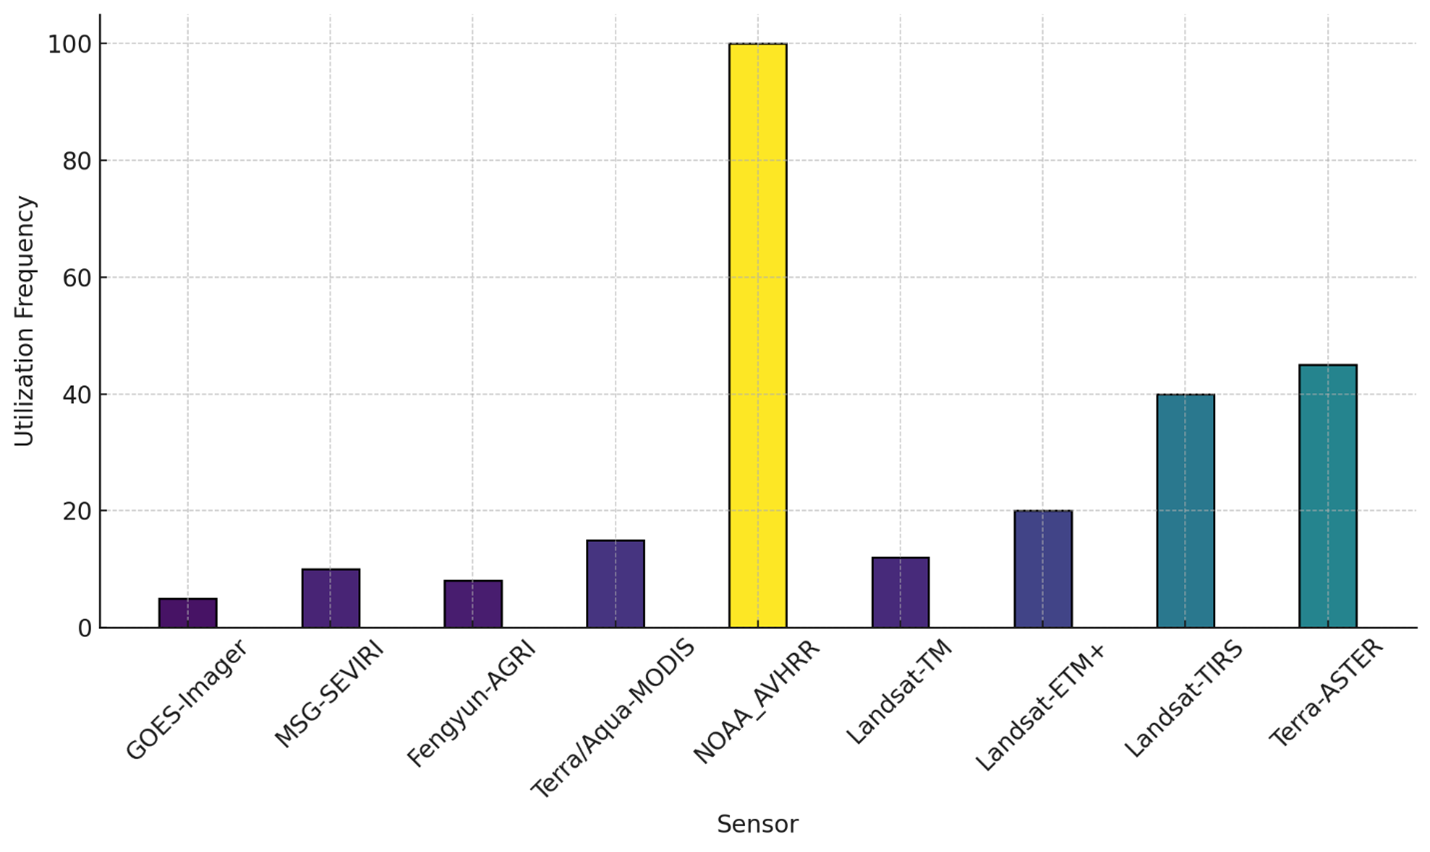 Utilization Frequency
100
80
60
40
20
0
GOES-Imager
MSG-SEVIRI
Fengyun-AGRI
Terra/Aqua-MODIS
NOAA_AVHRR
Landsat-TM
Landsat-ETM+
Landsat-TIRS
Terra-ASTER
Sensor